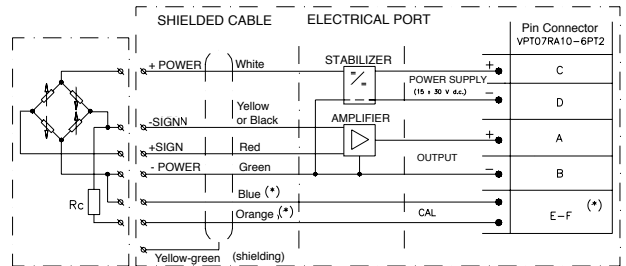 SHIELDED CABLE
ELECTRICAL PORT
Pin Connector
VPT07RA10-6PT2
+ POWER
White
STABILIZER
+
C
POWER SUPPLY
(15 ÷ 30 V d.c.)
−
D
-SIGNN
Yellow
or Black
AMPLIFIER
+
A
+SIGN
Red
OUTPUT
- POWER
Green
−
B
Blue (*)
Rc
Orange (*)
CAL
E-F (*)
Yellow-green (shielding)